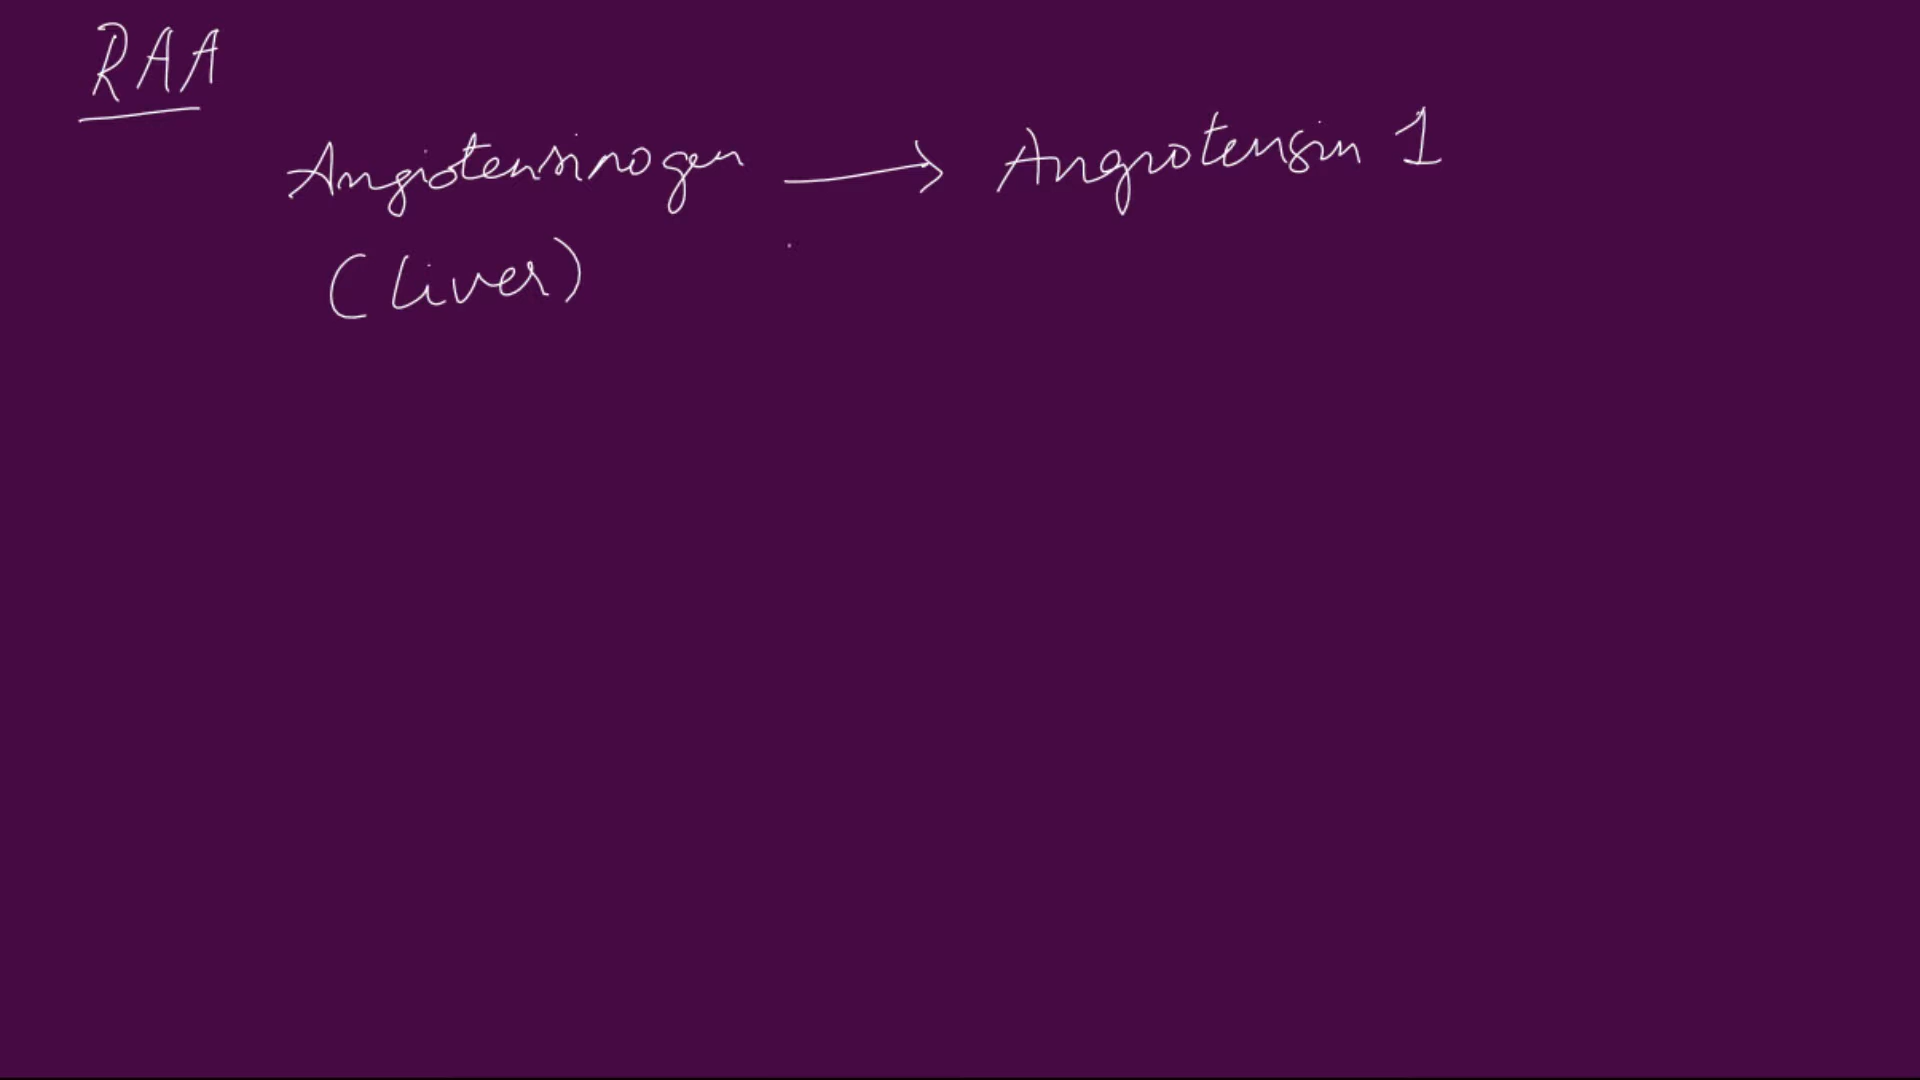 RAA
Angiotensinogen → Angiotensin 1
(Liver)